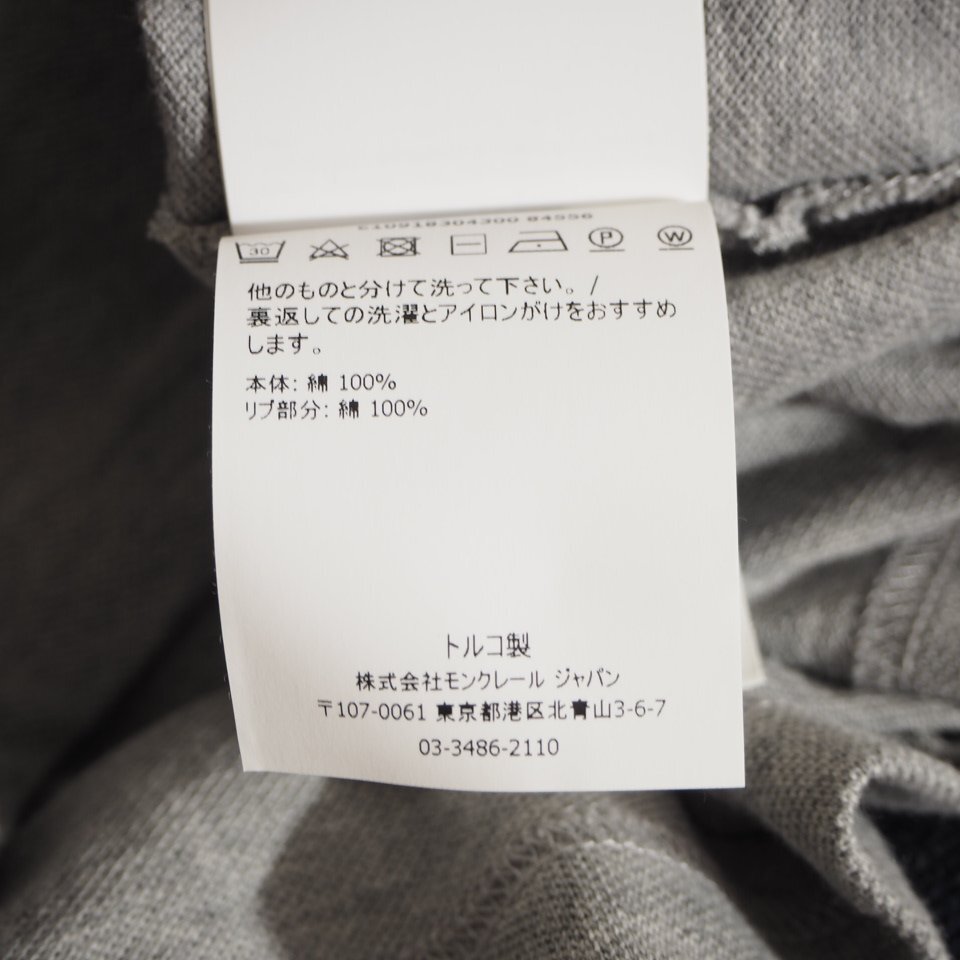 30 P W
他のものと分けて洗って下さい。/
裏返しての洗濯とアイロンがけをおすすめ
します。
本体: 綿 100%
リブ部分: 綿 100%
トルコ製
株式会社モンクレール ジャパン
〒107-0061 東京都港区北青山3-6-7
03-3486-2110